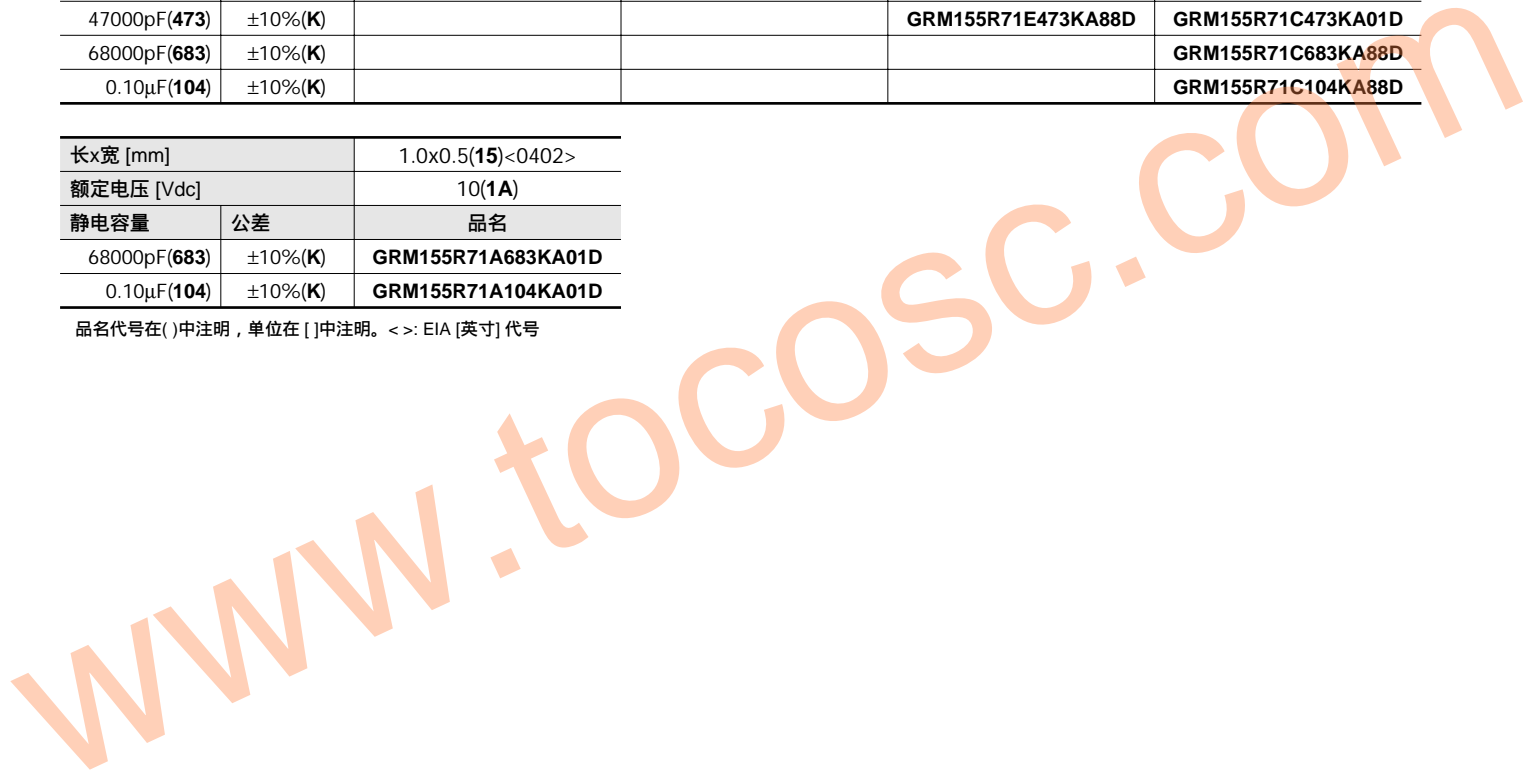 47000pF(473) ±10%(K) GRM155R71E473KA88D GRM155R71C473KA01D
68000pF(683) ±10%(K) GRM155R71C683KA88D
0.10μF(104) ±10%(K) GRM155R71C104KA88D
长x宽 [mm] 1.0x0.5(15)<0402>
额定电压 [Vdc] 10(1A)
静电容量 公差 品名
68000pF(683) ±10%(K) GRM155R71A683KA01D
0.10μF(104) ±10%(K) GRM155R71A104KA01D
品名代号在( )中注明，单位在 [ ]中注明。< >: EIA [英寸] 代号
www.tocosc.com